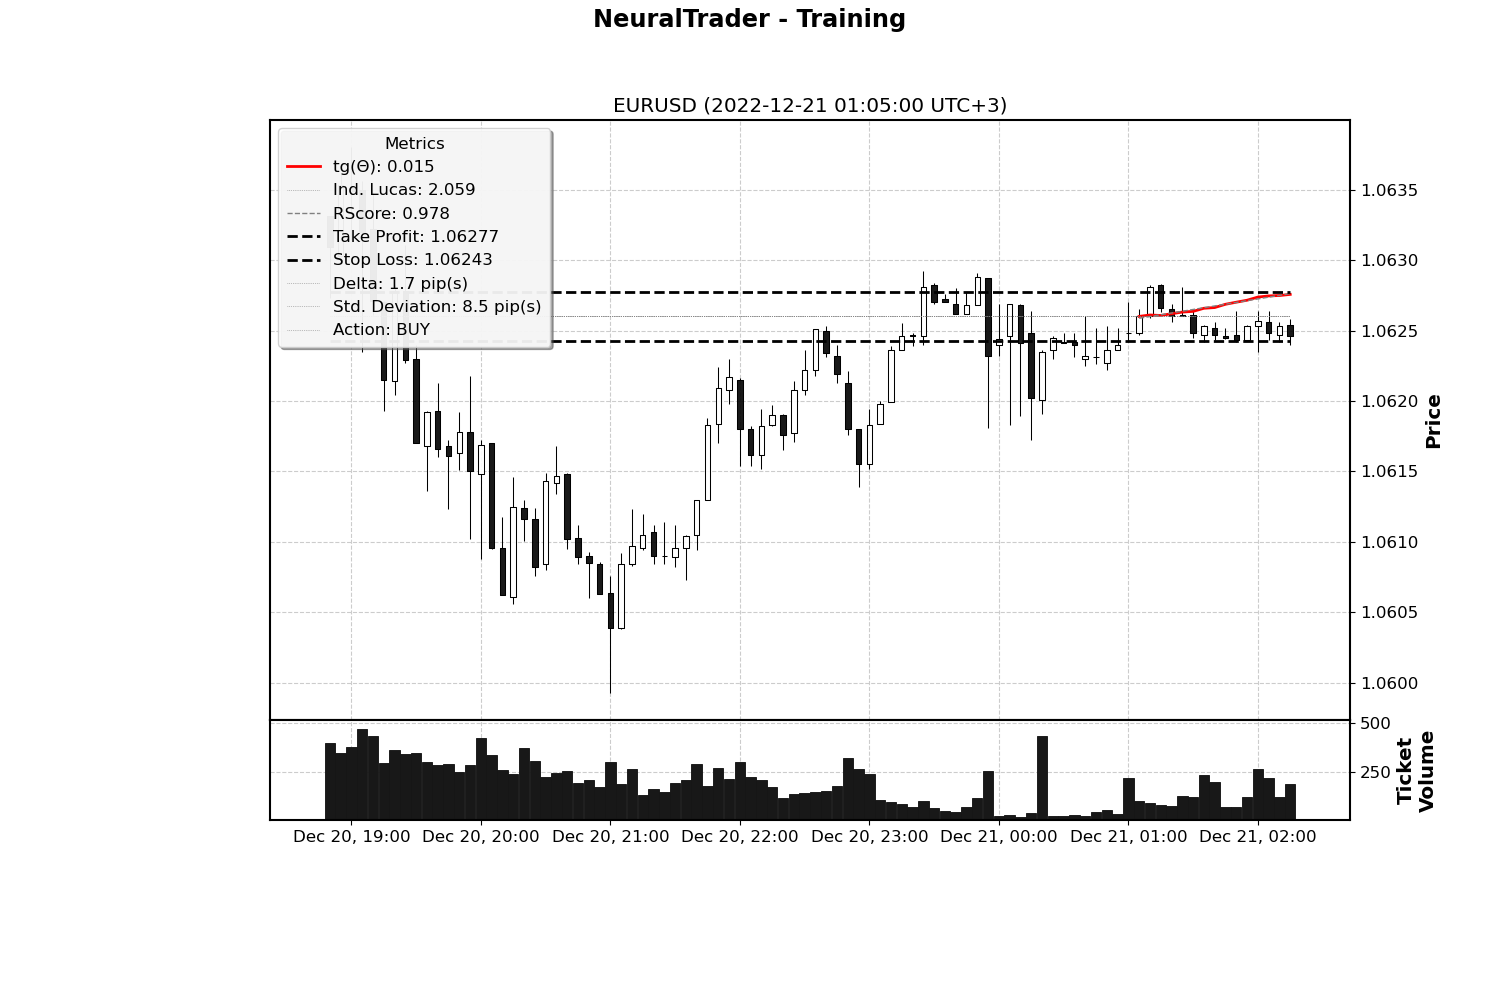 NeuralTrader - Training
EURUSD (2022-12-21 01:05:00 UTC+3)
Metrics
tg(Θ): 0.015
Ind. Lucas: 2.059
RScore: 0.978
Take Profit: 1.06277
Stop Loss: 1.06243
Delta: 1.7 pip(s)
Std. Deviation: 8.5 pip(s)
Action: BUY
1.0635
1.0630
1.0625
1.0620
1.0615
1.0610
1.0605
1.0600
Price
500
250
Ticket
Volume
Dec 20, 19:00 Dec 20, 20:00 Dec 20, 21:00 Dec 20, 22:00 Dec 20, 23:00 Dec 21, 00:00 Dec 21, 01:00 Dec 21, 02:00